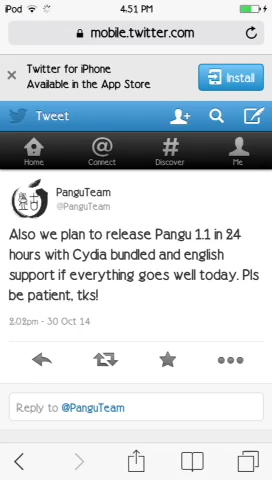 iPod
4:51 PM
mobile.twitter.com
Twitter for iPhone
Available in the App Store
Install
Tweet
Home
Connect
Discover
Me
PanguTeam
@PanguTeam
Also we plan to release Pangu 1.1 in 24
hours with Cydia bundled and english
support if everything goes well today. Pls
be patient, tks!
2:02pm - 30 Oct 14
Reply to @PanguTeam